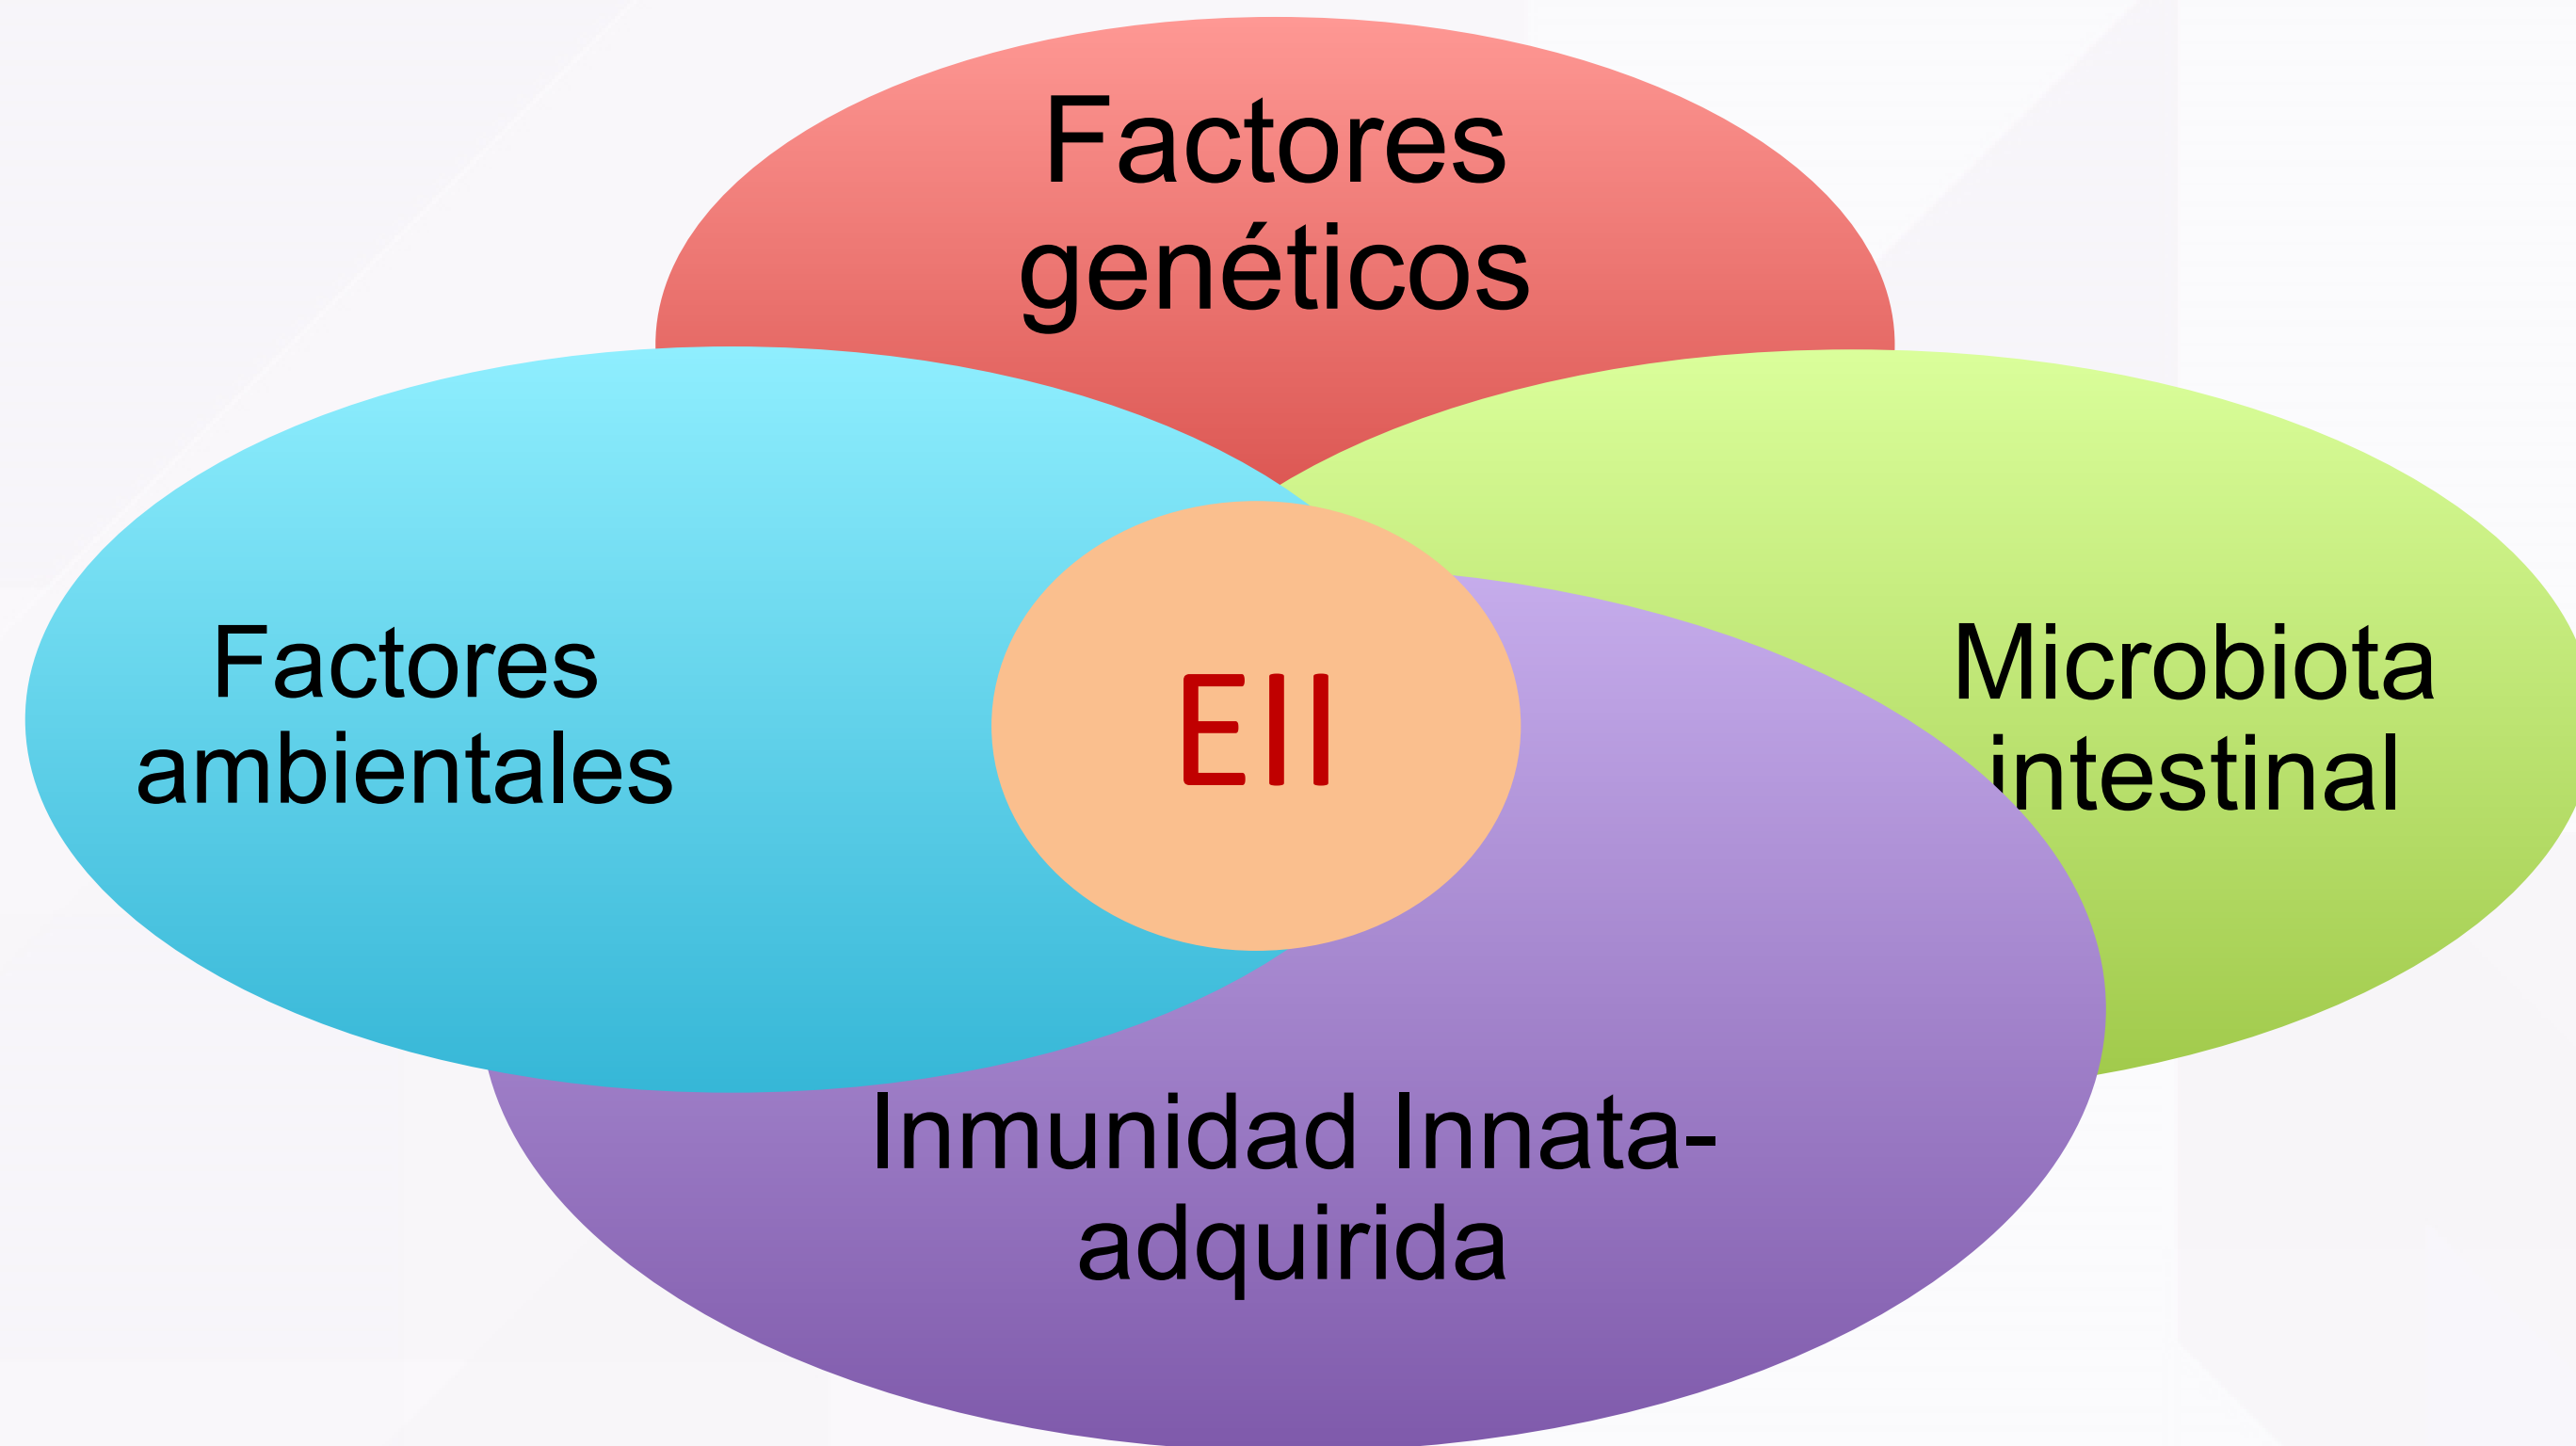 Factores
genéticos
Factores
ambientales
EII
Microbiota
intestinal
Inmunidad Innata-
adquirida